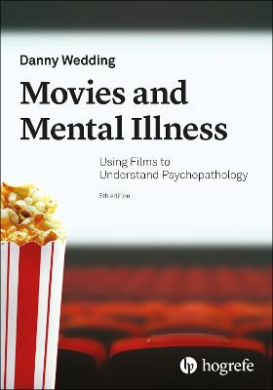 Danny Wedding
Movies and
Mental Illness
Using Films to
Understand Psychopathology
5th edition
hogrefe